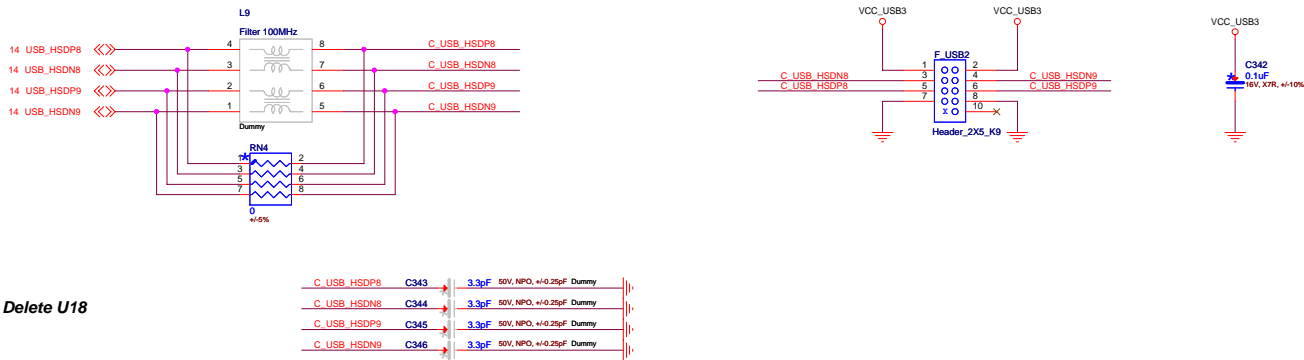 L9
Filter 100MHz
14 USB_HSDP8 4 8 C_USB_HSDP8
14 USB_HSDN8 3 7 C_USB_HSDN8
14 USB_HSDP9 2 6 C_USB_HSDP9
14 USB_HSDN9 1 5 C_USB_HSDN9
Dummy
RN4
1 2
3 4
5 6
7 8
0
+/-5%
VCC_USB3 VCC_USB3
F_USB2
1 2
C_USB_HSDN8 3 4 C_USB_HSDN9
C_USB_HSDP8 5 6 C_USB_HSDP9
7 8
X 10
Header_2X5_K9
VCC_USB3
C342
0.1uF
16V, X7R, +/-10%
Delete U18
C_USB_HSDP8 C343 3.3pF 50V, NPO, +/-0.25pF Dummy
C_USB_HSDN8 C344 3.3pF 50V, NPO, +/-0.25pF Dummy
C_USB_HSDP9 C345 3.3pF 50V, NPO, +/-0.25pF Dummy
C_USB_HSDN9 C346 3.3pF 50V, NPO, +/-0.25pF Dummy